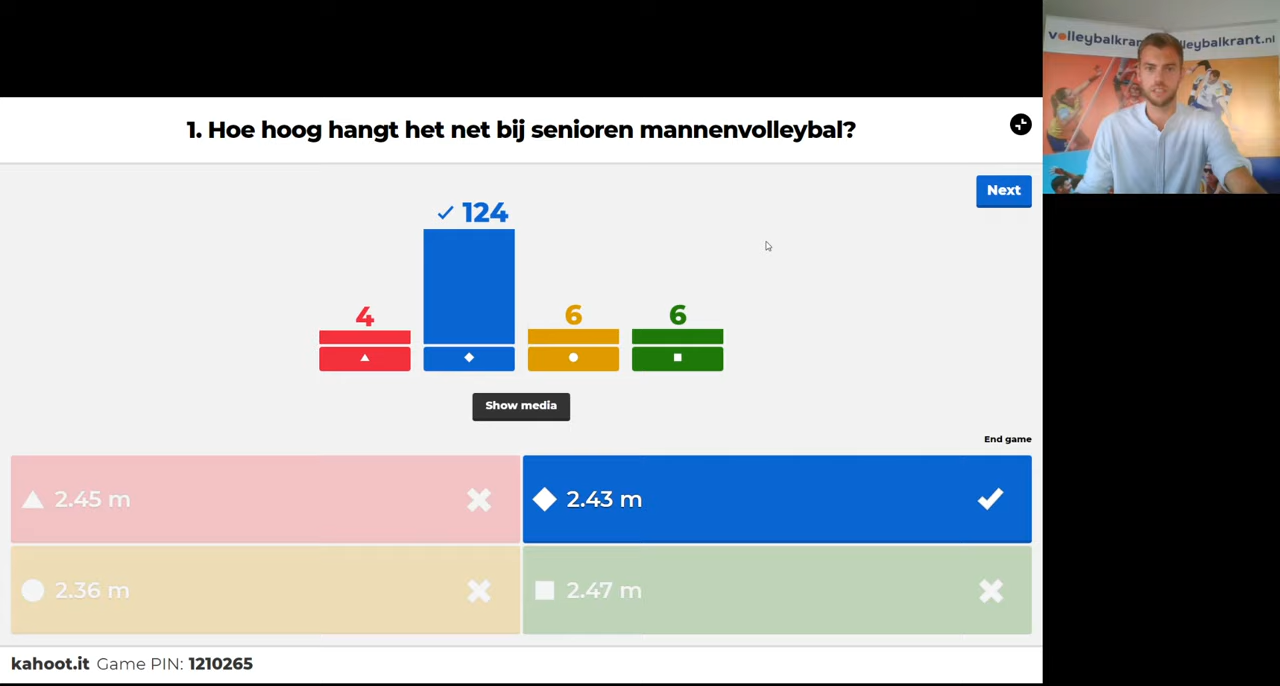 volleybalkrant.nl
1. Hoe hoog hangt het net bij senioren mannenvolleybal?
Next
124
4
6
6
Show media
End game
2.45 m
2.43 m
2.36 m
2.47 m
kahoot.it Game PIN: 1210265